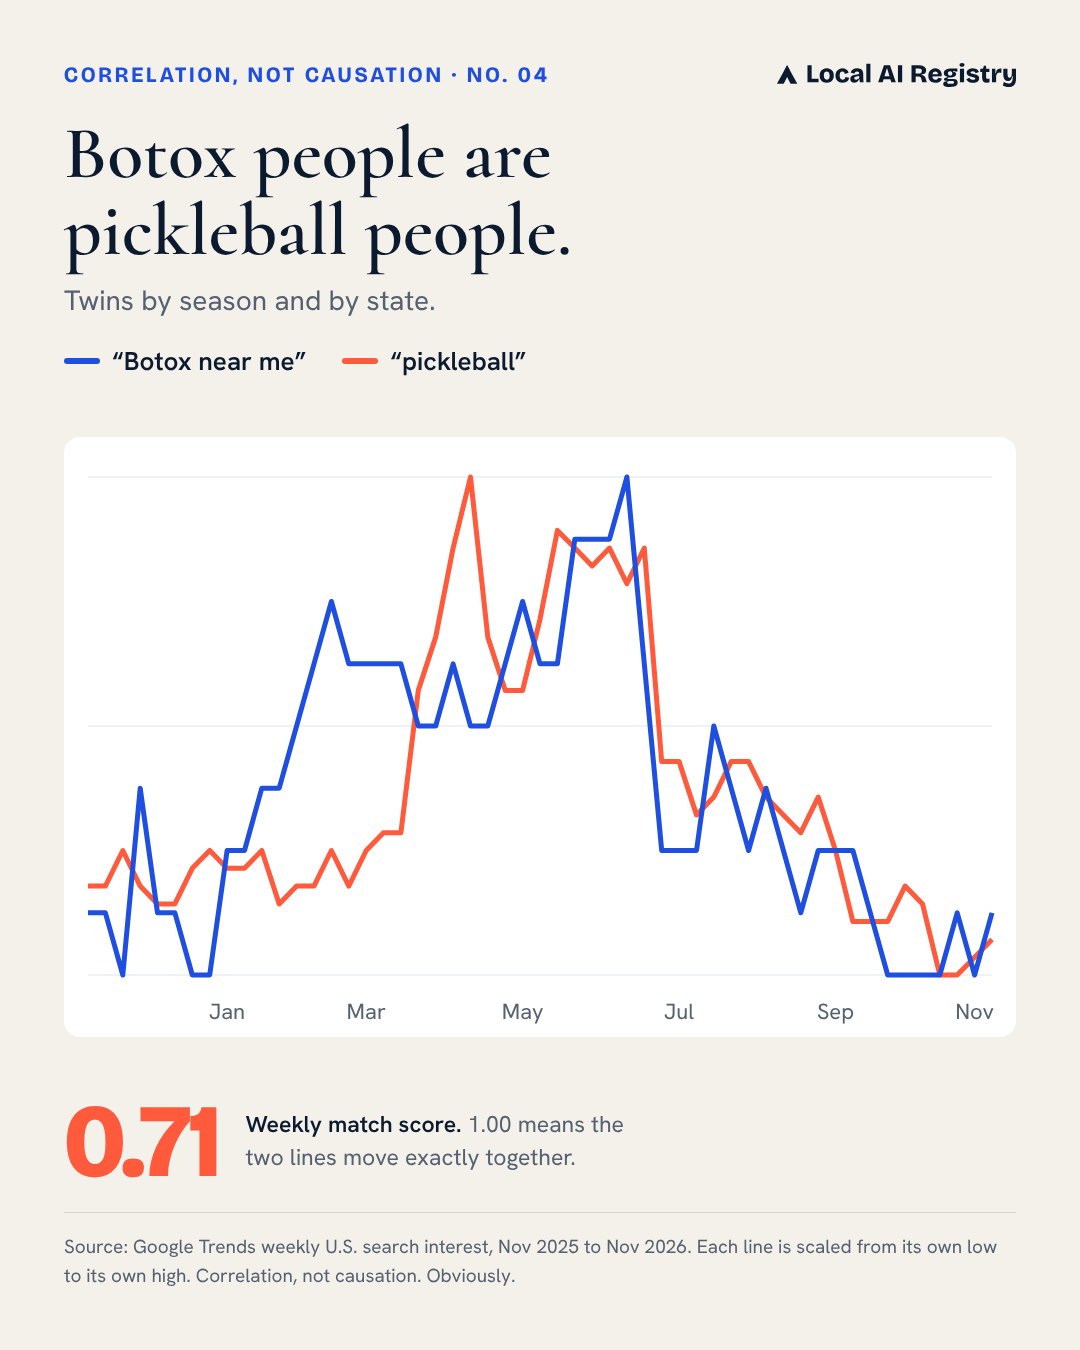 CORRELATION, NOT CAUSATION · NO. 04
Local AI Registry
Botox people are
pickleball people.
Twins by season and by state.
“Botox near me” “pickleball”
Jan Mar May Jul Sep Nov
0.71
Weekly match score. 1.00 means the
two lines move exactly together.
Source: Google Trends weekly U.S. search interest, Nov 2025 to Nov 2026. Each line is scaled from its own low
to its own high. Correlation, not causation. Obviously.